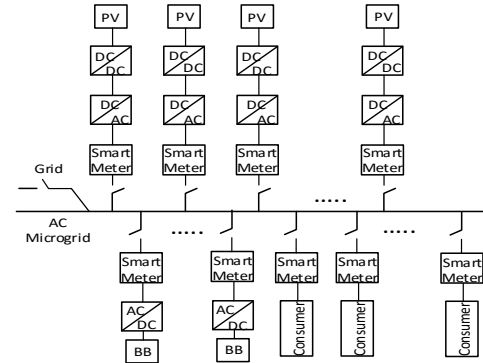 PV PV PV PV
DC DC DC DC
DC DC DC DC
DC DC DC DC
AC AC AC AC
Smart Smart Smart Smart
Meter Meter Meter Meter
Grid
.....
AC
Microgrid
..... .....
Smart Smart Smart Smart Smart
Meter Meter Meter Meter Meter
AC AC
DC DC
Consumer Consumer Consumer
BB BB